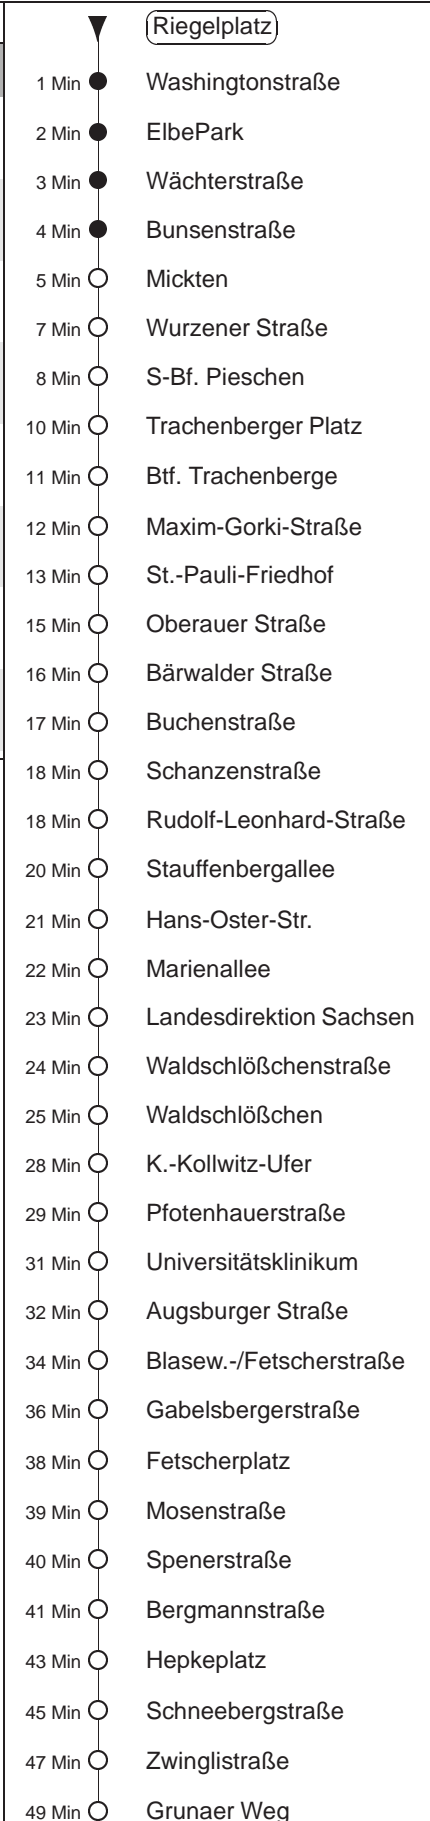 Riegelplatz
1 Min Washingtonstraße
2 Min ElbePark
3 Min Wächterstraße
4 Min Bunsenstraße
5 Min Mickten
7 Min Wurzener Straße
8 Min S-Bf. Pieschen
10 Min Trachenberger Platz
11 Min Btf. Trachenberge
12 Min Maxim-Gorki-Straße
13 Min St.-Pauli-Friedhof
15 Min Oberauer Straße
16 Min Bärwalder Straße
17 Min Buchenstraße
18 Min Schanzenstraße
18 Min Rudolf-Leonhard-Straße
20 Min Stauffenbergallee
21 Min Hans-Oster-Str.
22 Min Marienallee
23 Min Landesdirektion Sachsen
24 Min Waldschlößchenstraße
25 Min Waldschlößchen
28 Min K.-Kollwitz-Ufer
29 Min Pfotenhauerstraße
31 Min Universitätsklinikum
32 Min Augsburger Straße
34 Min Blasew.-/Fetscherstraße
36 Min Gabelsbergerstraße
38 Min Fetscherplatz
39 Min Mosenstraße
40 Min Spenerstraße
41 Min Bergmannstraße
43 Min Hepkeplatz
45 Min Schneebergstraße
47 Min Zwinglistraße
49 Min Grunaer Weg